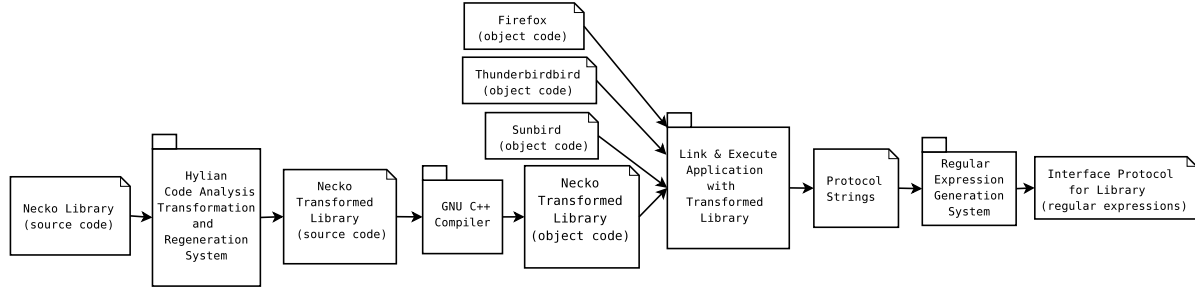 Necko Library
(source code)
Hylian
Code Analysis
Transformation
and
Regeneration
System
Necko
Transformed
Library
(source code)
GNU C++
Compiler
Firefox
(object code)
Thunderbirdbird
(object code)
Sunbird
(object code)
Necko
Transformed
Library
(object code)
Link & Execute
Application
with
Transformed
Library
Protocol
Strings
Regular
Expression
Generation
System
Interface Protocol
for Library
(regular expressions)